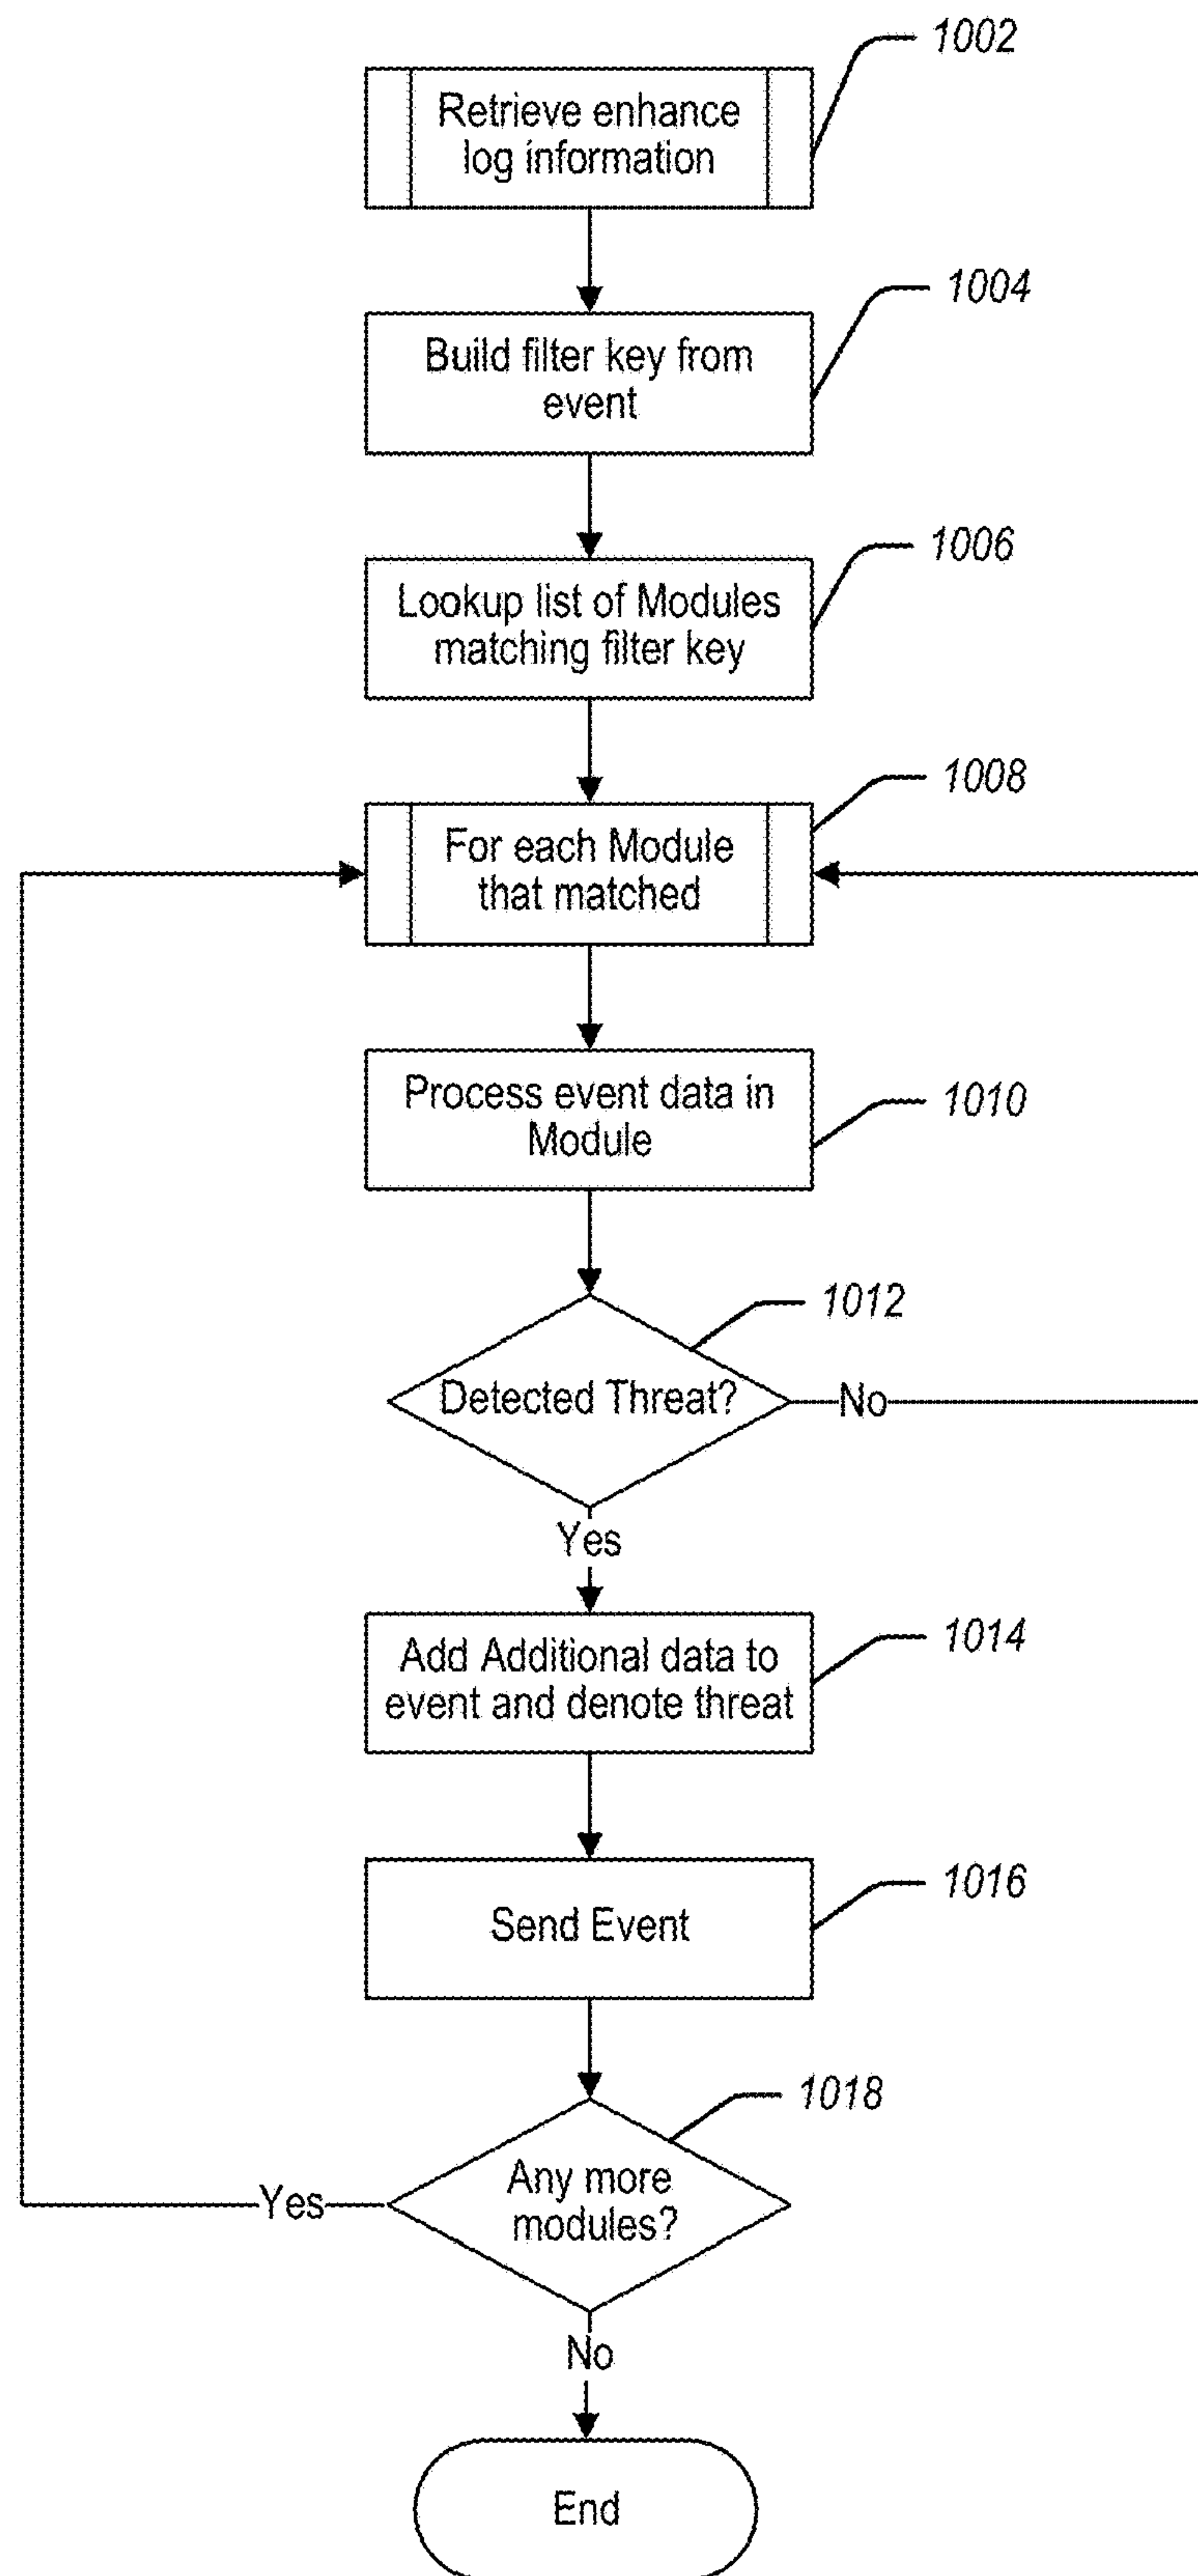 1002
Retrieve enhance
log information
1004
Build filter key from
event
1006
Lookup list of Modules
matching filter key
1008
For each Module
that matched
Process event data in
Module
1010
1012
Detected Threat?
No
Yes
Add Additional data to
event and denote threat
1014
Send Event
1016
1018
Any more
modules?
Yes
No
End